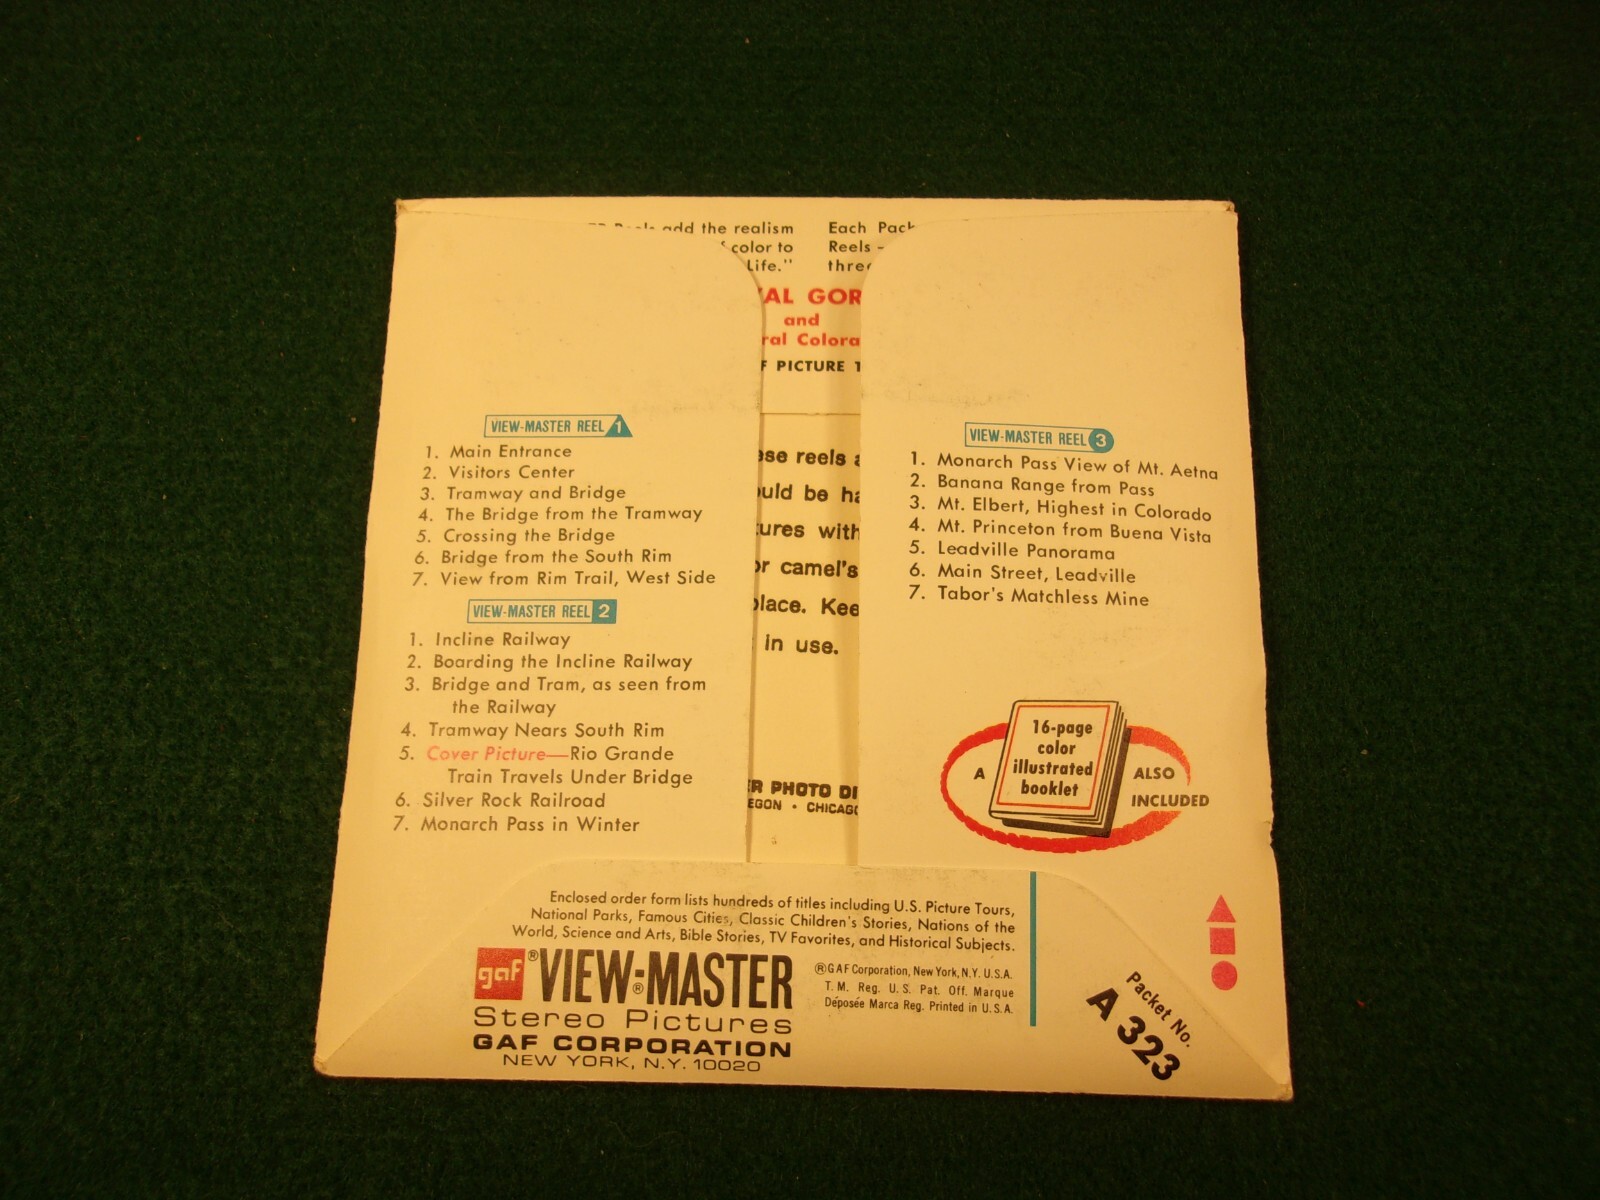 add the realism
color to
Life."
Each Pack
Reels –
three
AL GOR
and
ral Colora
F PICTURE T
VIEW-MASTER REEL 1
1. Main Entrance
2. Visitors Center
3. Tramway and Bridge
4. The Bridge from the Tramway
5. Crossing the Bridge
6. Bridge from the South Rim
7. View from Rim Trail, West Side
VIEW-MASTER REEL 2
1. Incline Railway
2. Boarding the Incline Railway
3. Bridge and Tram, as seen from
the Railway
4. Tramway Nears South Rim
5. Cover Picture—Rio Grande
Train Travels Under Bridge
6. Silver Rock Railroad
7. Monarch Pass in Winter
ese reels a
ould be ha
tures with
or camel's
place. Kee
in use.
ER PHOTO DI
EGON • CHICAGO
VIEW-MASTER REEL 3
1. Monarch Pass View of Mt. Aetna
2. Banana Range from Pass
3. Mt. Elbert, Highest in Colorado
4. Mt. Princeton from Buena Vista
5. Leadville Panorama
6. Main Street, Leadville
7. Tabor's Matchless Mine
A
16-page
color
illustrated
booklet
ALSO
INCLUDED
Enclosed order form lists hundreds of titles including U.S. Picture Tours,
National Parks, Famous Cities, Classic Children's Stories, Nations of the
World, Science and Arts, Bible Stories, TV Favorites, and Historical Subjects.
gaf ® VIEW-MASTER ®
Stereo Pictures
GAF CORPORATION
NEW YORK, N.Y. 10020
® GAF Corporation, New York, N.Y. U.S.A.
T.M. Reg. U.S. Pat. Off. Marque
Déposée Marca Reg. Printed in U.S.A.
Packet No.
A 323